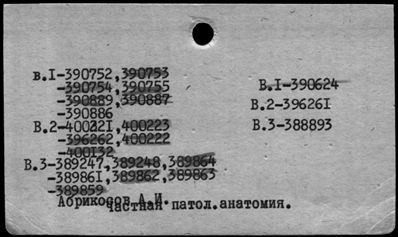 в.I-390752,390753
-390754,390755
-390889,390887
-390886
В.2-400321,400223
-396262,400222
-400132
В.3-389247,389248,389864
-389861,389862,389863
-389859
Абрикосов А.И.
Частная патол.анатомия.
В.I-390624
В.2-396261
В.3-388893